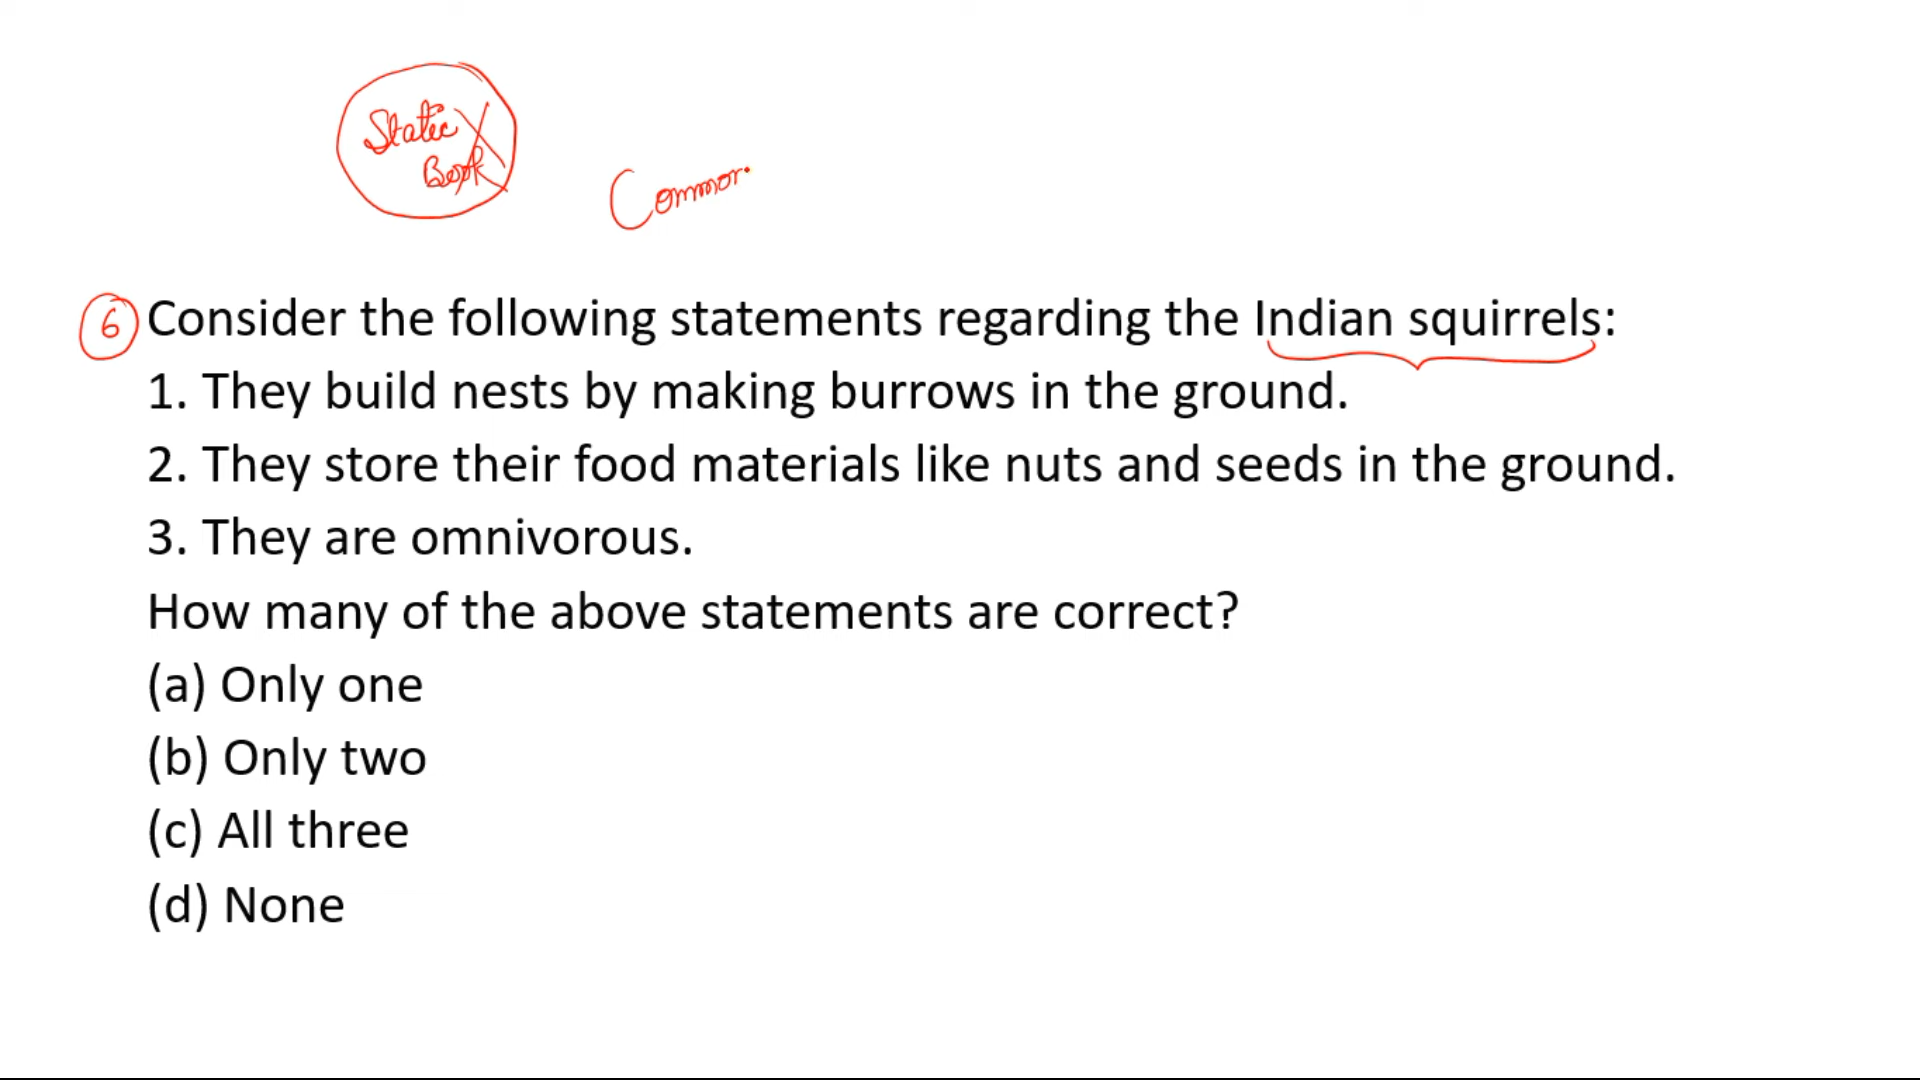 Static
Book
Common
6 Consider the following statements regarding the Indian squirrels:
1. They build nests by making burrows in the ground.
2. They store their food materials like nuts and seeds in the ground.
3. They are omnivorous.
How many of the above statements are correct?
(a) Only one
(b) Only two
(c) All three
(d) None